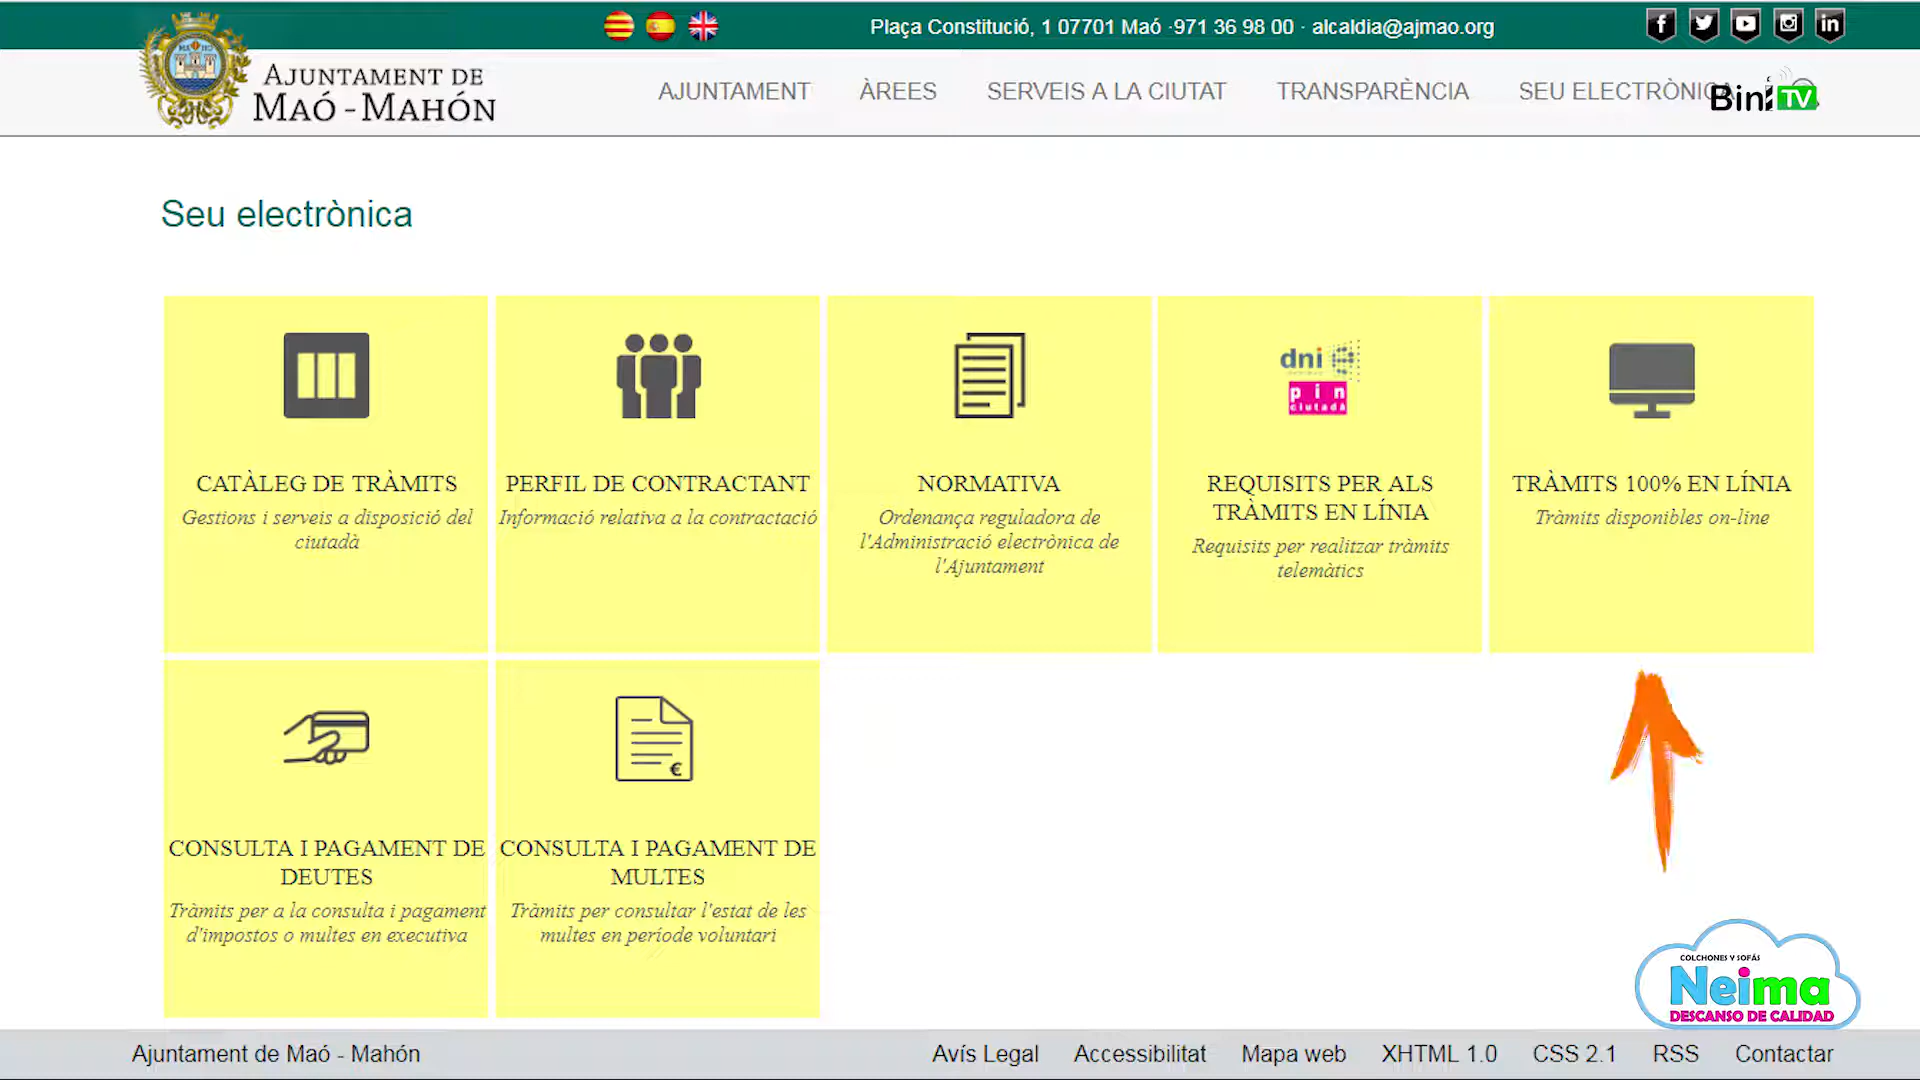 Plaça Constitució, 1 07701 Maó ·971 36 98 00 · alcaldia@ajmao.org
AJUNTAMENT DE
MAÓ - MAHÓN
AJUNTAMENT
ÀREES
SERVEIS A LA CIUTAT
TRANSPARÈNCIA
SEU ELECTRÒNICA
Bini TV
Seu electrònica
CATÀLEG DE TRÀMITS
Gestions i serveis a disposició del
ciutadà
PERFIL DE CONTRACTANT
Informació relativa a la contractació
NORMATIVA
Ordenança reguladora de
l'Administració electrònica de
l'Ajuntament
dni e
pin
ciutadà
REQUISITS PER ALS
TRÀMITS EN LÍNIA
Requisits per realitzar tràmits
telemàtics
TRÀMITS 100% EN LÍNIA
Tràmits disponibles on-line
CONSULTA I PAGAMENT DE
DEUTES
Tràmits per a la consulta i pagament
d'impostos o multes en executiva
€
CONSULTA I PAGAMENT DE
MULTES
Tràmits per consultar l'estat de les
multes en període voluntari
COLCHONES Y SOFÁS
Neima
DESCANSO DE CALIDAD
Ajuntament de Maó - Mahón
Avís Legal
Accessibilitat
Mapa web
XHTML 1.0
CSS 2.1
RSS
Contactar